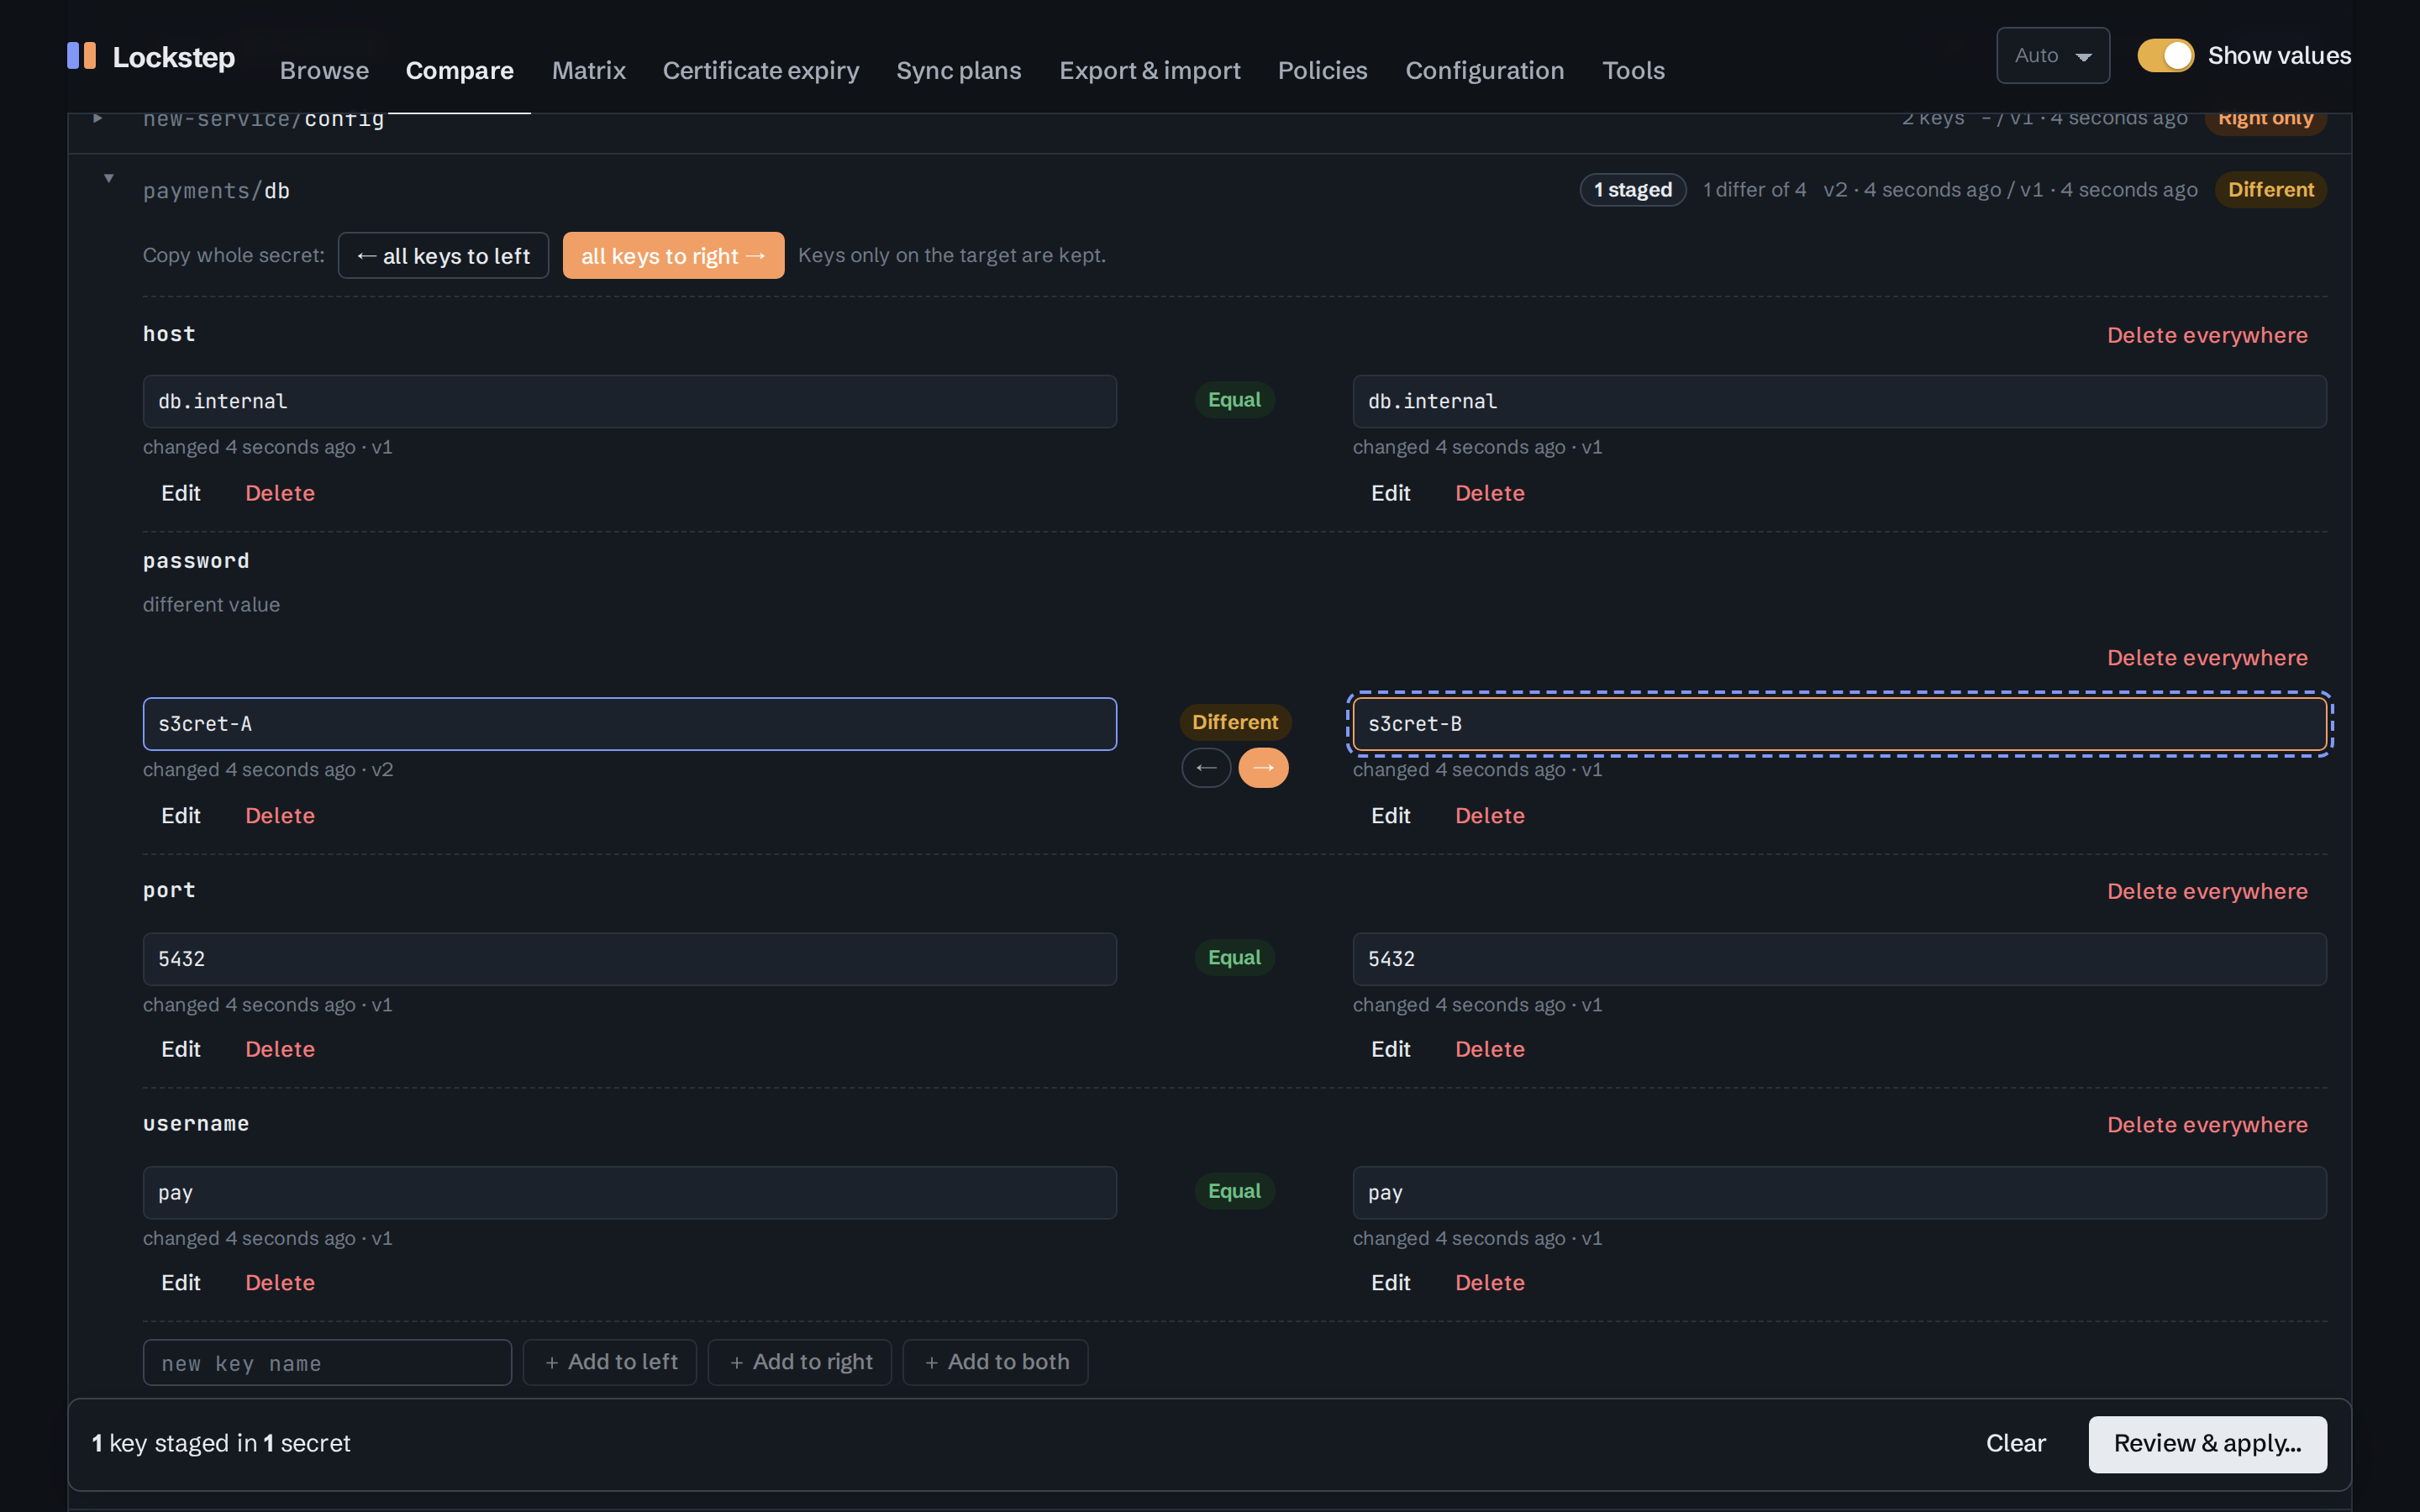 Lockstep Browse Compare Matrix Certificate expiry Sync plans Export & import Policies Configuration Tools Auto Show values
new-service/config 2 keys – / v1 · 4 seconds ago Right only
payments/db 1 staged 1 differ of 4 v2 · 4 seconds ago / v1 · 4 seconds ago Different
Copy whole secret: ← all keys to left all keys to right → Keys only on the target are kept.
host Delete everywhere
db.internal Equal db.internal
changed 4 seconds ago · v1 changed 4 seconds ago · v1
Edit Delete Edit Delete
password
different value
Delete everywhere
s3cret-A Different s3cret-B
changed 4 seconds ago · v2 ← → changed 4 seconds ago · v1
Edit Delete Edit Delete
port Delete everywhere
5432 Equal 5432
changed 4 seconds ago · v1 changed 4 seconds ago · v1
Edit Delete Edit Delete
username Delete everywhere
pay Equal pay
changed 4 seconds ago · v1 changed 4 seconds ago · v1
Edit Delete Edit Delete
new key name + Add to left + Add to right + Add to both
1 key staged in 1 secret Clear Review & apply...